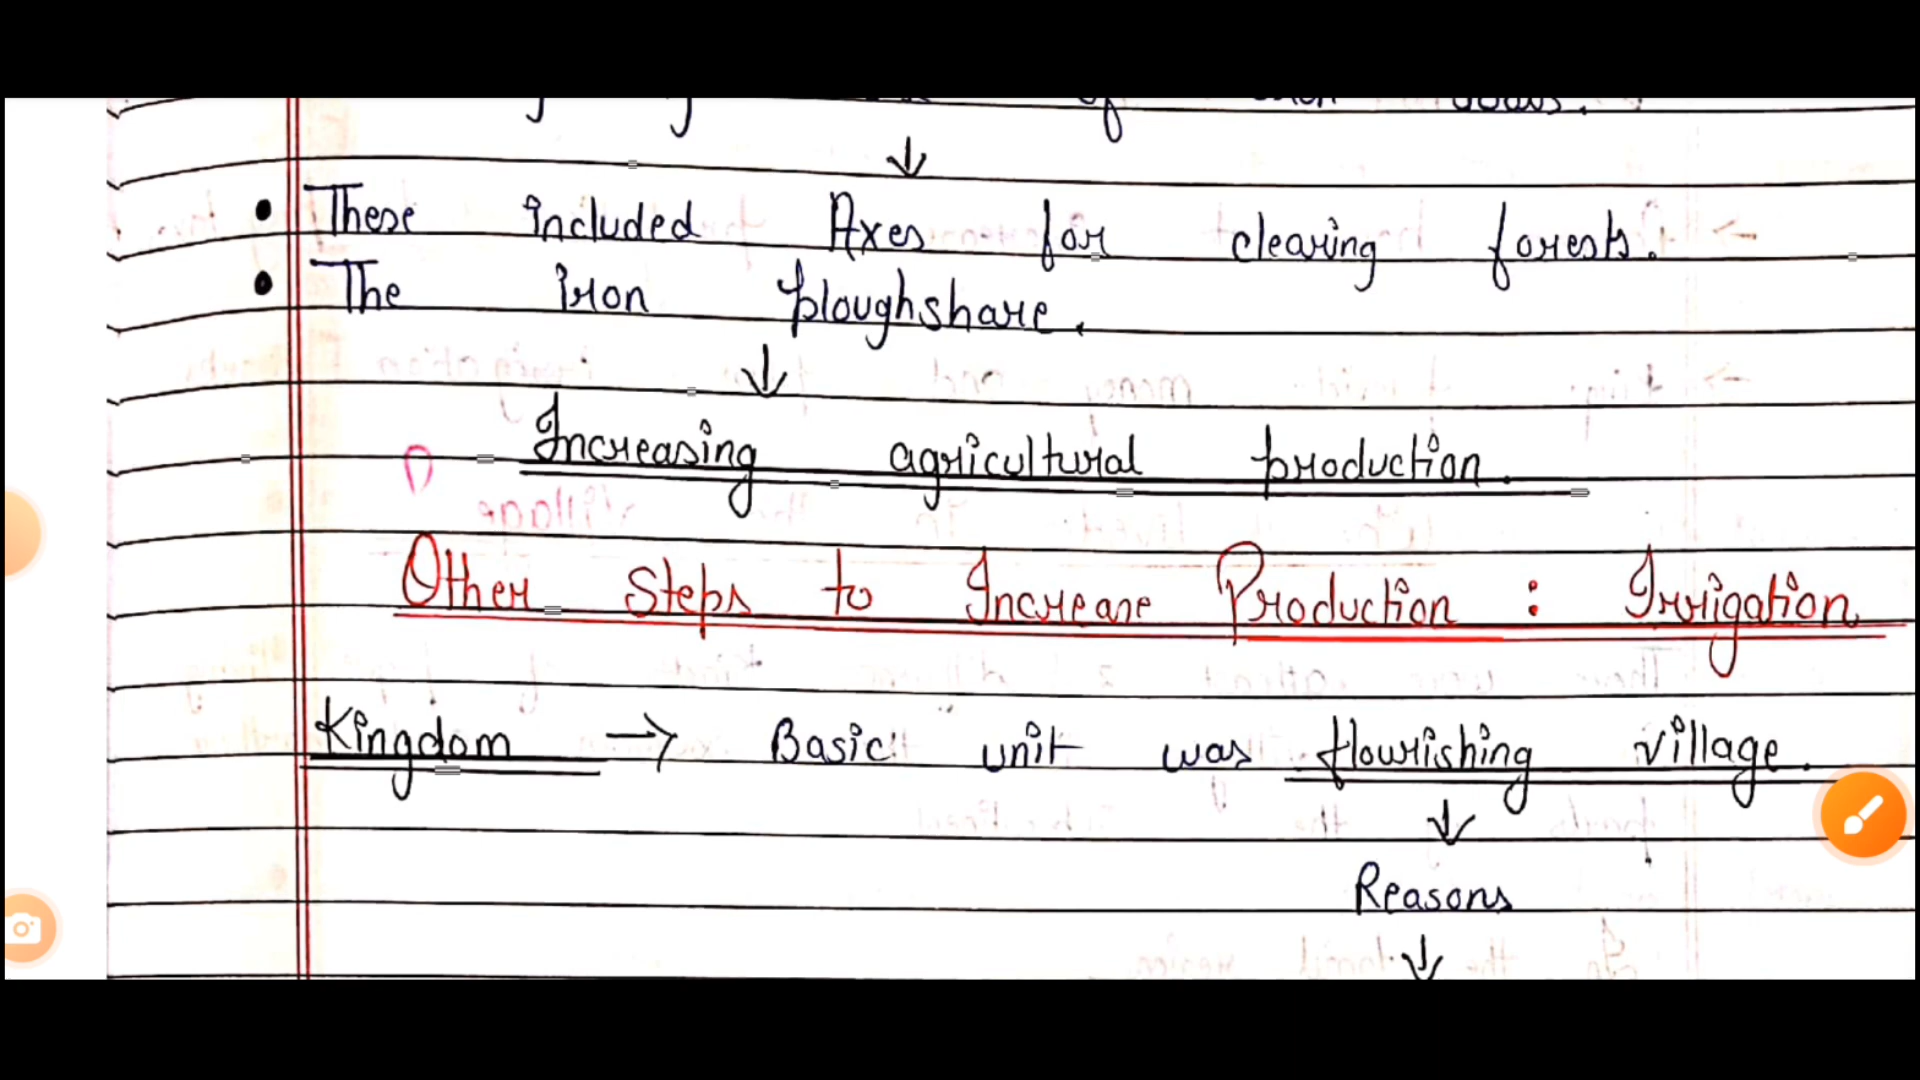 ↓
• These included Axes for clearing forests.
• The iron ploughshare.
↓
Increasing agricultural production.
Other Steps to Increase Production : Irrigation
Kingdom → Basic unit was flourishing village.
↓
Reasons
↓